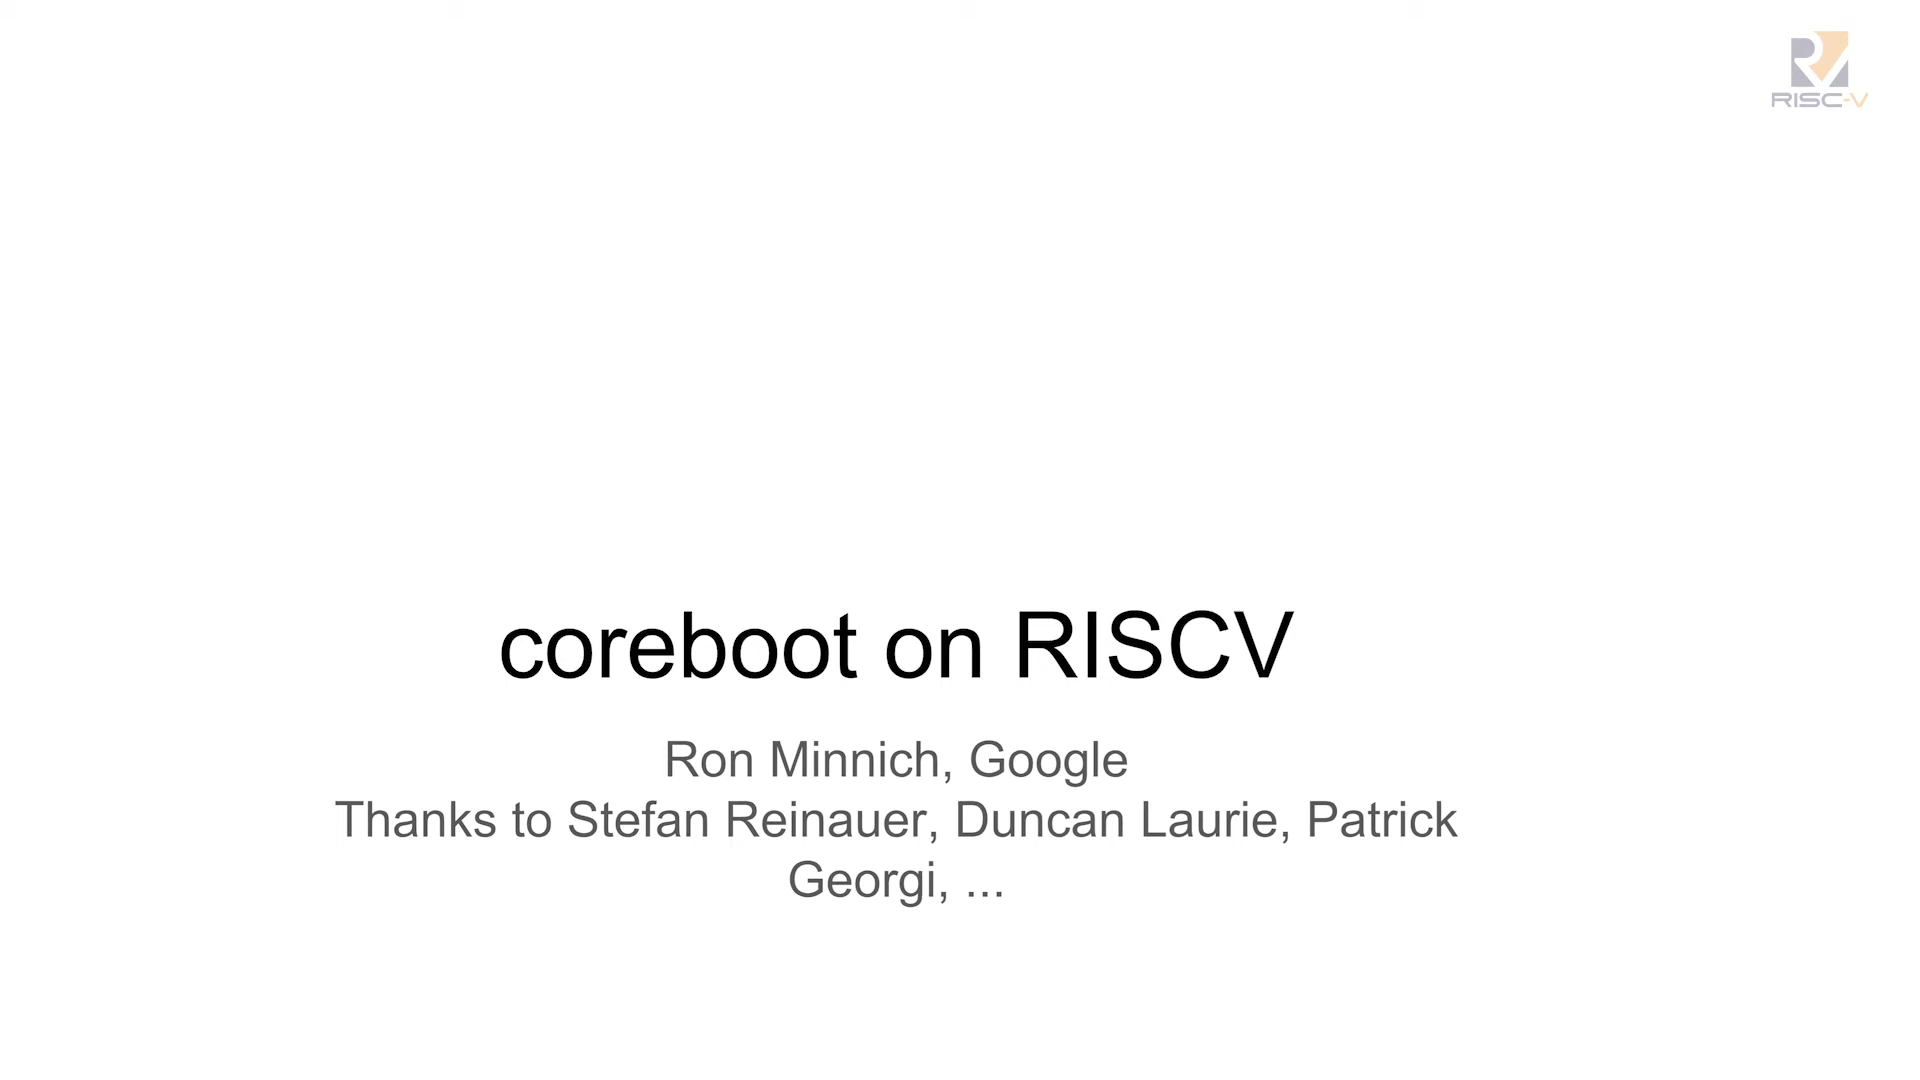 RISC-V
coreboot on RISCV
Ron Minnich, Google
Thanks to Stefan Reinauer, Duncan Laurie, Patrick
Georgi, ...